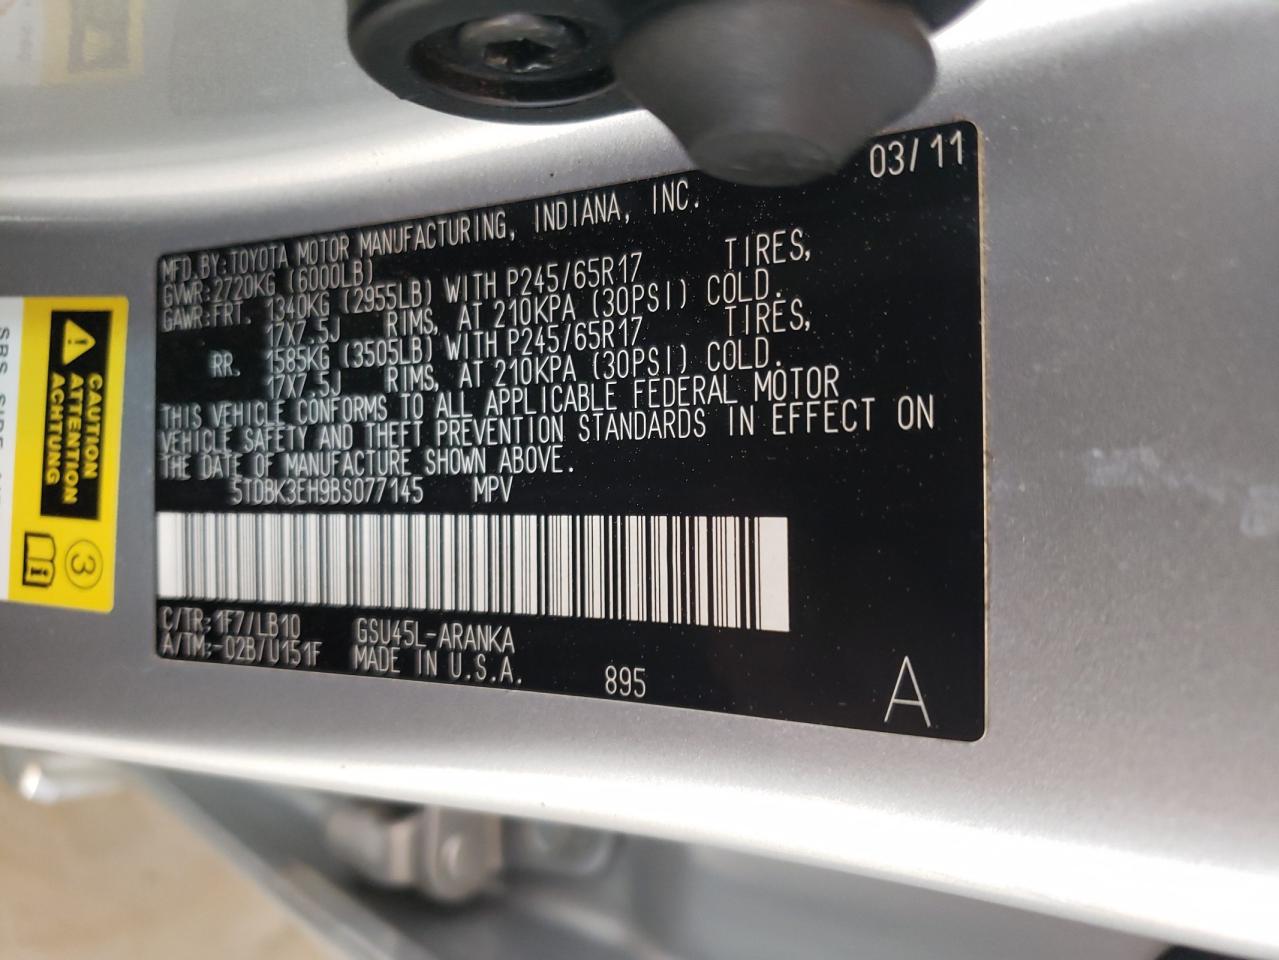 03/11
MFD.BY:TOYOTA MOTOR MANUFACTURING, INDIANA, INC.
GVWR:2720KG (6000LB)
GAWR:FRT. 1340KG (2955LB) WITH P245/65R17 TIRES,
17X7.5J RIMS, AT 210KPA (30PSI) COLD.
RR. 1585KG (3505LB) WITH P245/65R17 TIRES,
17X7.5J RIMS, AT 210KPA (30PSI) COLD.
THIS VEHICLE CONFORMS TO ALL APPLICABLE FEDERAL MOTOR
VEHICLE SAFETY AND THEFT PREVENTION STANDARDS IN EFFECT ON
THE DATE OF MANUFACTURE SHOWN ABOVE.
5TDBK3EH9BS077145 MPV
C/TR:1F7/LB10 GSU45L-ARANKA
A/TM:-02B/U151F MADE IN U.S.A.
895
A
CAUTION
ATTENTION
ACHTUNG
3